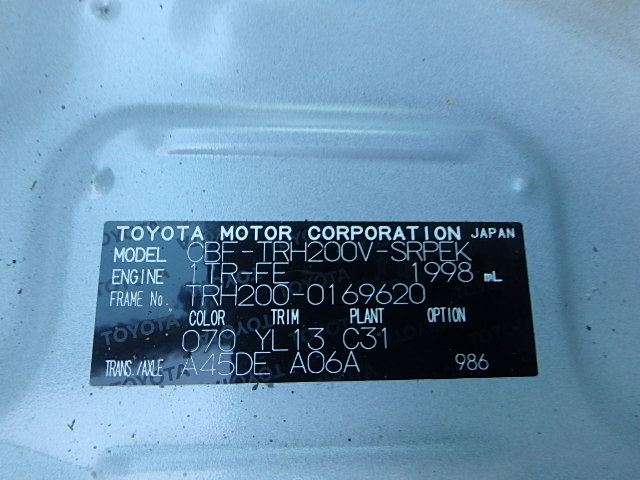 TOYOTA MOTOR CORPORATION JAPAN
MODEL CBF-TRH200V-SRPEK
ENGINE 1TR-FE 1998 mL
FRAME No. TRH200-0169620
COLOR TRIM PLANT OPTION
070 YL13 C31
TRANS./AXLE A45DE A06A 986